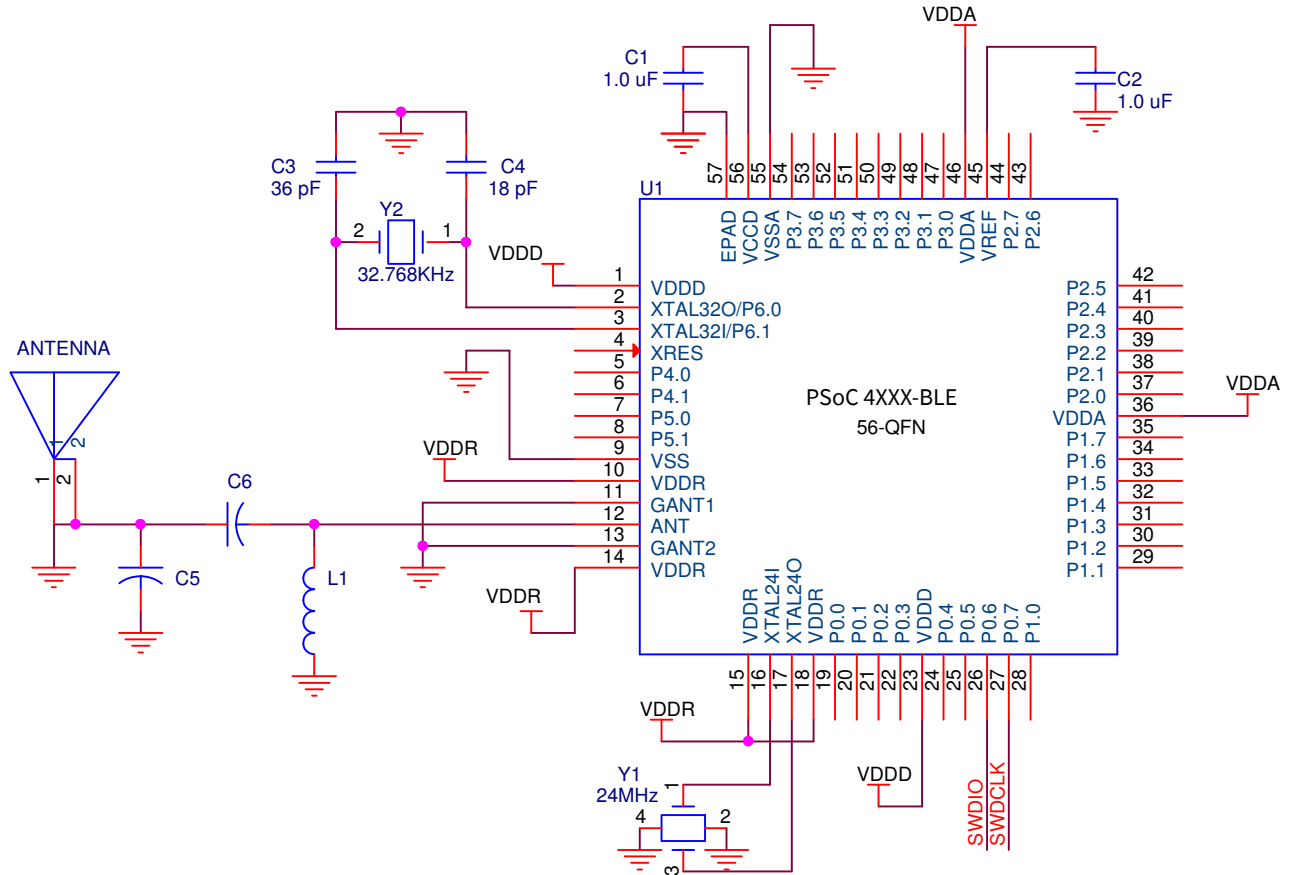 VDDA
C1
1.0 uF
C2
1.0 uF
C3
36 pF
C4
18 pF
Y2
2
1
32.768KHz
VDDD
U1
57
56
55
54
53
52
51
50
49
48
47
46
45
44
43
EPAD
VCCD
VSSA
P3.7
P3.6
P3.5
P3.4
P3.3
P3.2
P3.1
P3.0
VDDA
VREF
P2.7
P2.6
1 VDDD
2 XTAL32O/P6.0
3 XTAL32I/P6.1
4 XRES
5 P4.0
6 P4.1
7 P5.0
8 P5.1
9 VSS
10 VDDR
11 GANT1
12 ANT
13 GANT2
14 VDDR
PSoC 4XXX-BLE
56-QFN
P2.5 42
P2.4 41
P2.3 40
P2.2 39
P2.1 38
P2.0 37
VDDA 36
P1.7 35
P1.6 34
P1.5 33
P1.4 32
P1.3 31
P1.2 30
P1.1 29
VDDA
ANTENNA
1
2
1
2
VDDR
C6
C5
L1
VDDR
VDDR
XTAL24I
XTAL24O
VDDR
P0.0
P0.1
P0.2
P0.3
VDDD
P0.4
P0.5
P0.6
P0.7
P1.0
15
16
17
18
19
20
21
22
23
24
25
26
27
28
VDDR
Y1
24MHz
1
4
2
3
VDDD
SWDIO
SWDCLK